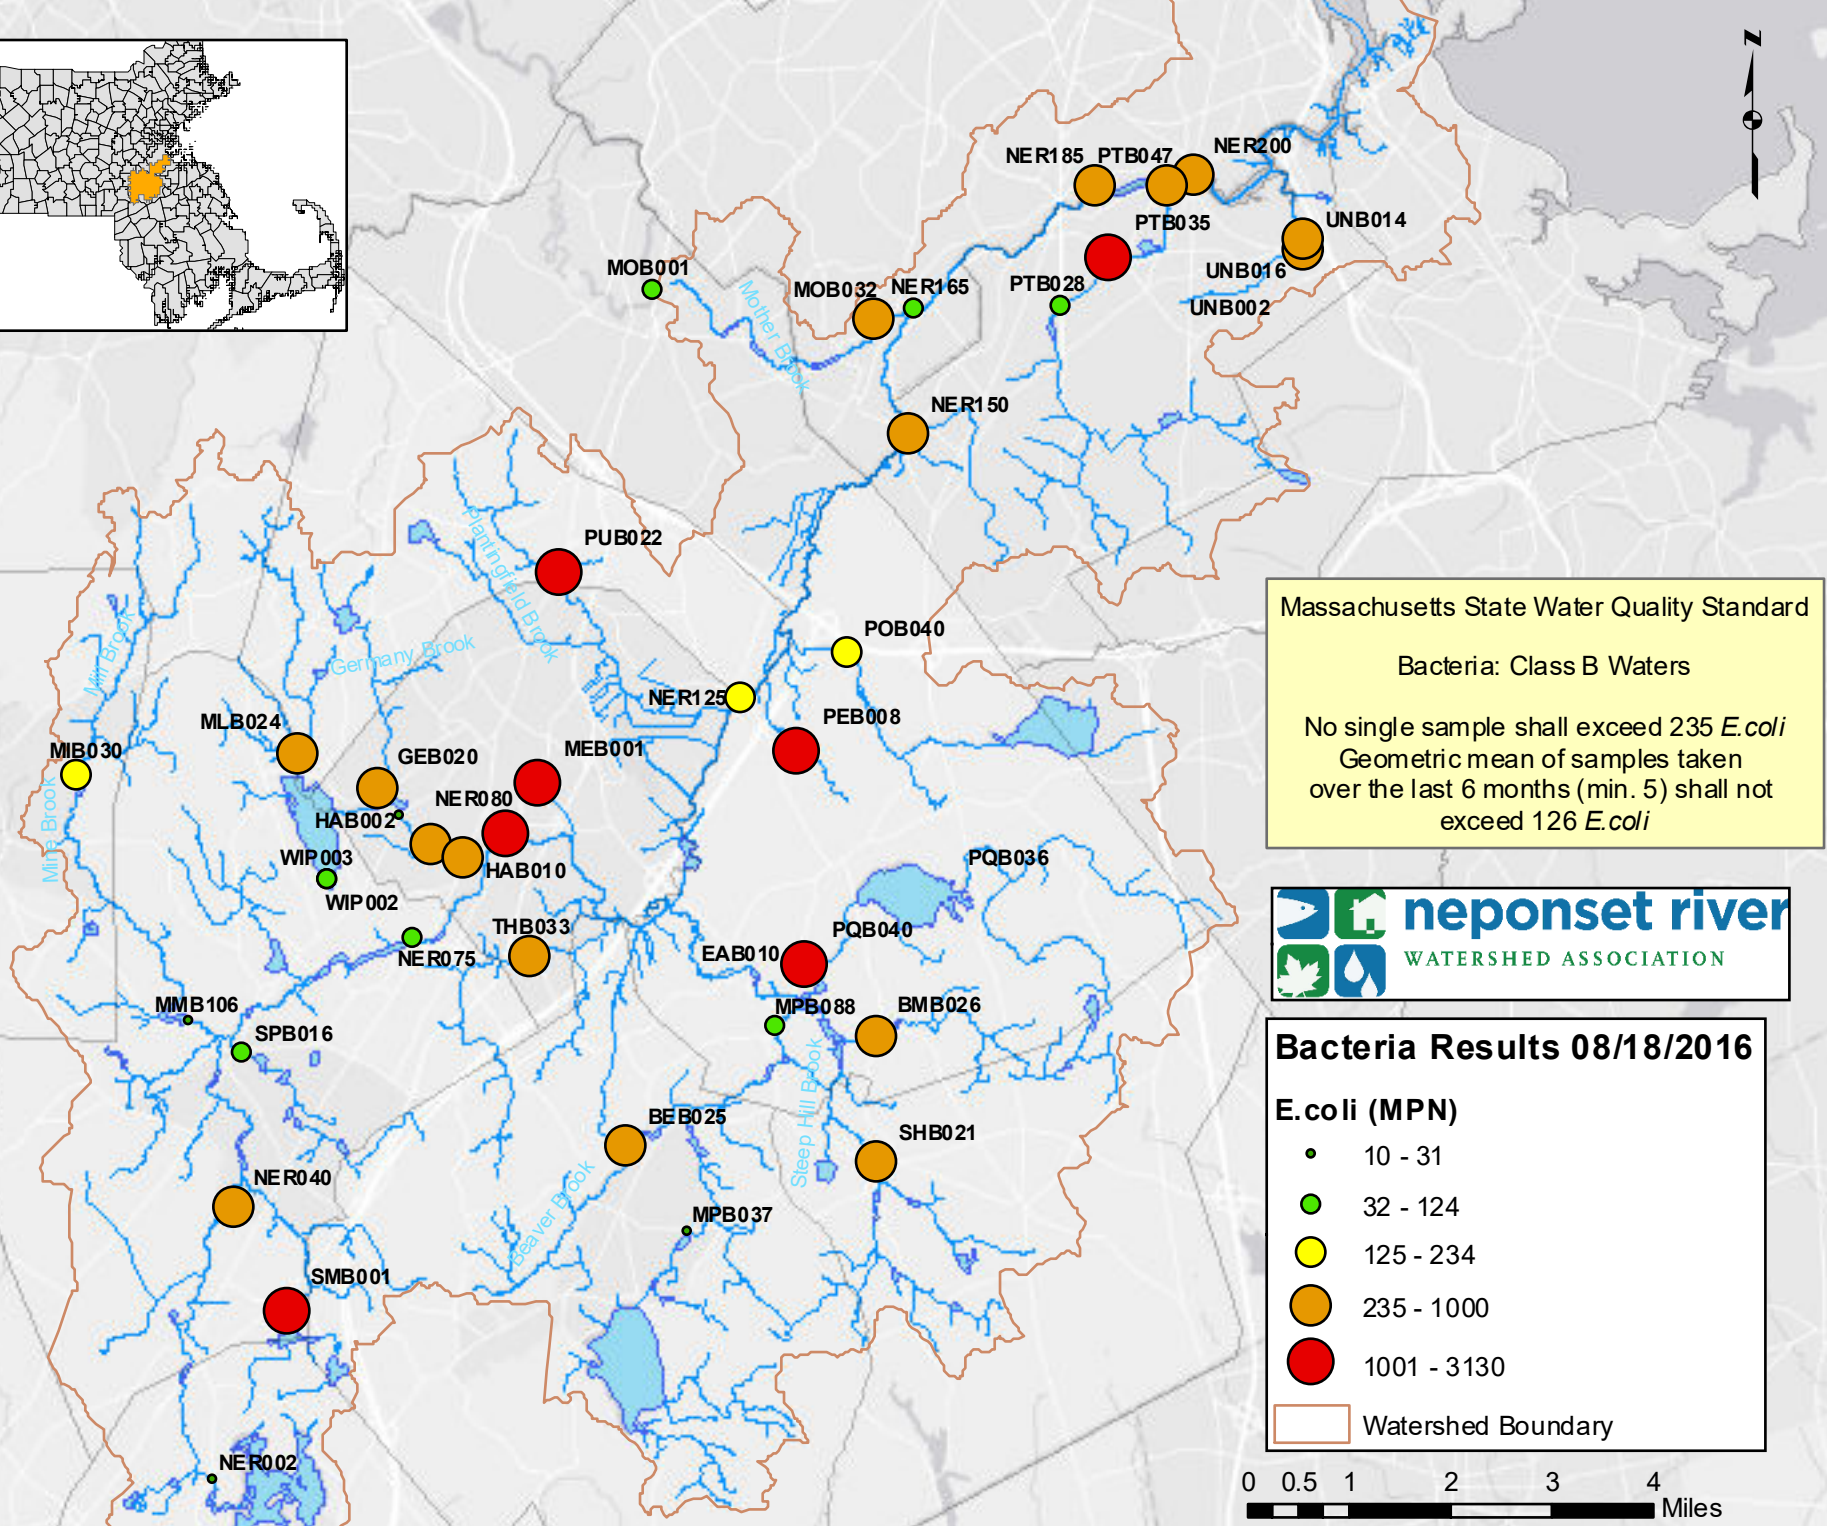 N
NER185
PTB047
NER200
PTB035
UNB014
MOB001
UNB016
MOB032
NER165
PTB028
UNB002
Mother Brook
NER150
Plantingfield Brook
PUB022
Massachusetts State Water Quality Standard
Bacteria: Class B Waters
No single sample shall exceed 235 E.coli
Geometric mean of samples taken
over the last 6 months (min. 5) shall not
exceed 126 E.coli
Mill Brook
Germany Brook
POB040
NER125
PEB008
MLB024
MIB030
GEB020
MEB001
NER080
HAB002
Mine Brook
WIP003
HAB010
PQB036
WIP002
THB033
PQB040
EAB010
NER075
neponset river
WATERSHED ASSOCIATION
MMB106
SPB016
MPB088
BMB026
Steep Hill Brook
BEB025
SHB021
NER040
Beaver Brook
MPB037
SMB001
NER002
Bacteria Results 08/18/2016
E.coli (MPN)
10 - 31
32 - 124
125 - 234
235 - 1000
1001 - 3130
Watershed Boundary
0 0.5 1 2 3 4
Miles